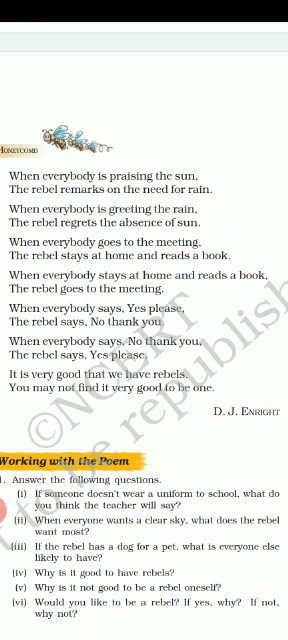 HONEYCOMB
When everybody is praising the sun,
The rebel remarks on the need for rain.
When everybody is greeting the rain,
The rebel regrets the absence of sun.
When everybody goes to the meeting,
The rebel stays at home and reads a book.
When everybody stays at home and reads a book,
The rebel goes to the meeting.
When everybody says, Yes please,
The rebel says, No thank you.
When everybody says, No thank you,
The rebel says, Yes please.
It is very good that we have rebels.
You may not find it very good to be one.
D. J. ENRIGHT
Working with the Poem
1. Answer the following questions.
(i) If someone doesn't wear a uniform to school, what do
you think the teacher will say?
(ii) When everyone wants a clear sky, what does the rebel
want most?
(iii) If the rebel has a dog for a pet, what is everyone else
likely to have?
(iv) Why is it good to have rebels?
(v) Why is it not good to be a rebel oneself?
(vi) Would you like to be a rebel? If yes, why? If not,
why not?
©NCERT
to be republish